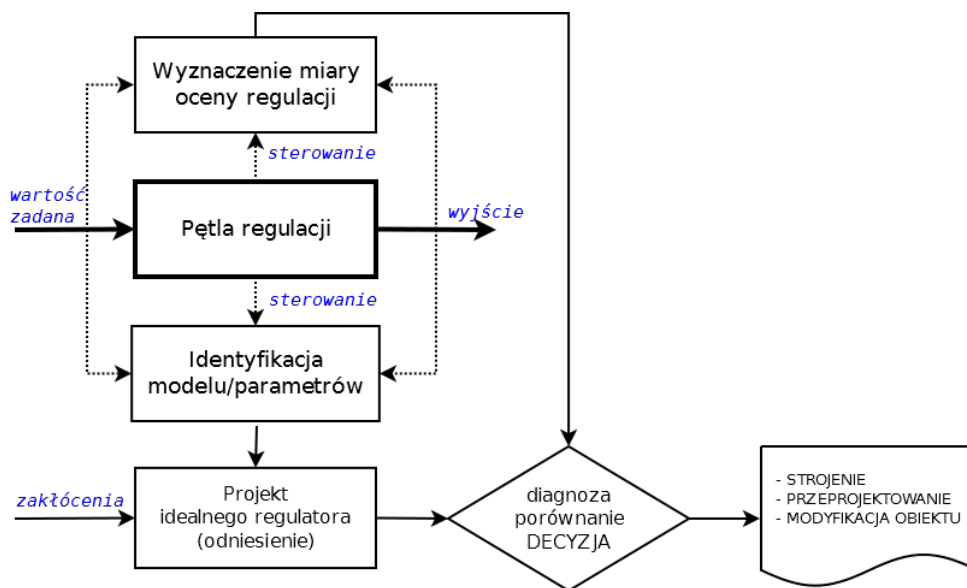 Wyznaczenie miary
oceny regulacji
sterowanie
wartość
zadana
Pętla regulacji
wyjście
sterowanie
Identyfikacja
modelu/parametrów
zakłócenia
Projekt
idealnego regulatora
(odniesienie)
diagnoza
porównanie
DECYZJA
- STROJENIE
- PRZEPROJEKTOWANIE
- MODYFIKACJA OBIEKTU